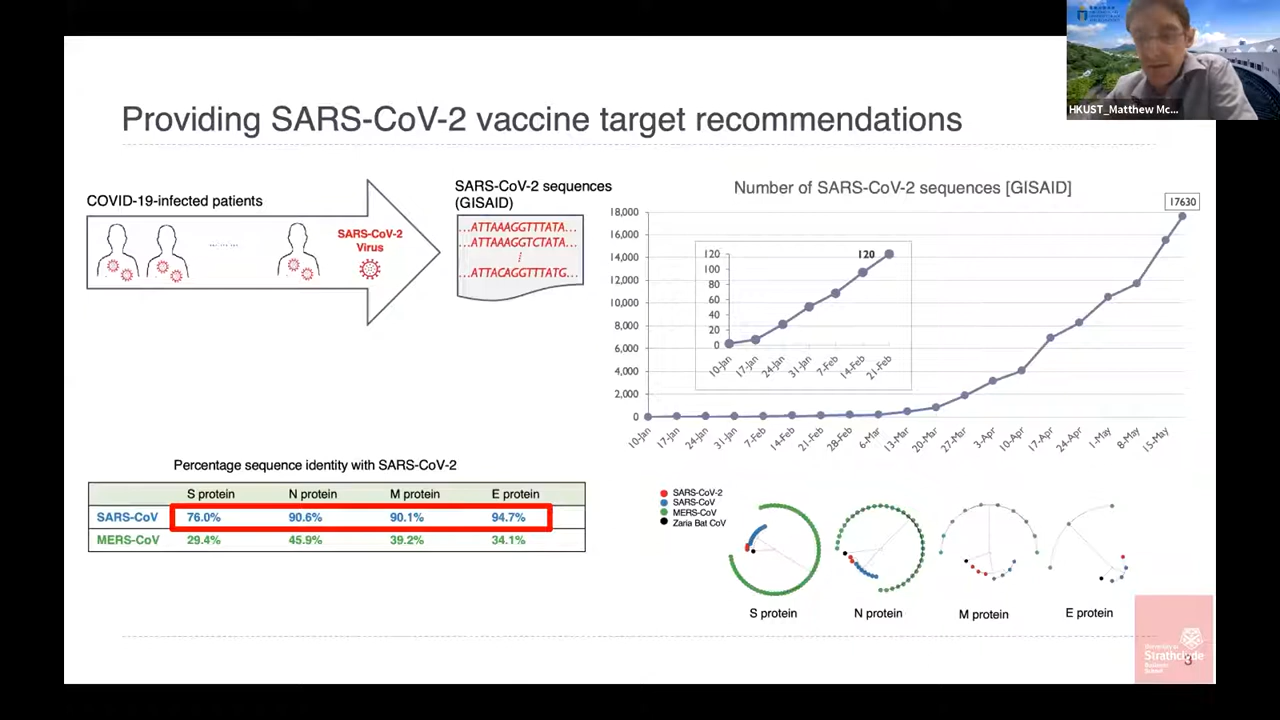 HKUST_Matthew Mc...
Providing SARS-CoV-2 vaccine target recommendations
COVID-19-infected patients
SARS-CoV-2
Virus
SARS-CoV-2 sequences
(GISAID)
...ATTAAAGGTTTATA...
...ATTAAAGGTCTATA...
...ATTACAGGTTTATG...
Number of SARS-CoV-2 sequences [GISAID]
17630
18,000
16,000
14,000
12,000
10,000
8,000
6,000
4,000
2,000
0
10-Jan
17-Jan
24-Jan
31-Jan
7-Feb
14-Feb
21-Feb
28-Feb
6-Mar
13-Mar
20-Mar
27-Mar
3-Apr
10-Apr
17-Apr
24-Apr
1-May
8-May
15-May
120
120
100
80
60
40
20
0
10-Jan
17-Jan
24-Jan
31-Jan
7-Feb
14-Feb
21-Feb
Percentage sequence identity with SARS-CoV-2
S protein N protein M protein E protein
SARS-CoV 76.0% 90.6% 90.1% 94.7%
MERS-CoV 29.4% 45.9% 39.2% 34.1%
SARS-CoV-2
SARS-CoV
MERS-CoV
Zaria Bat CoV
S protein
N protein
M protein
E protein
University of
Strathclyde
Business
School
3